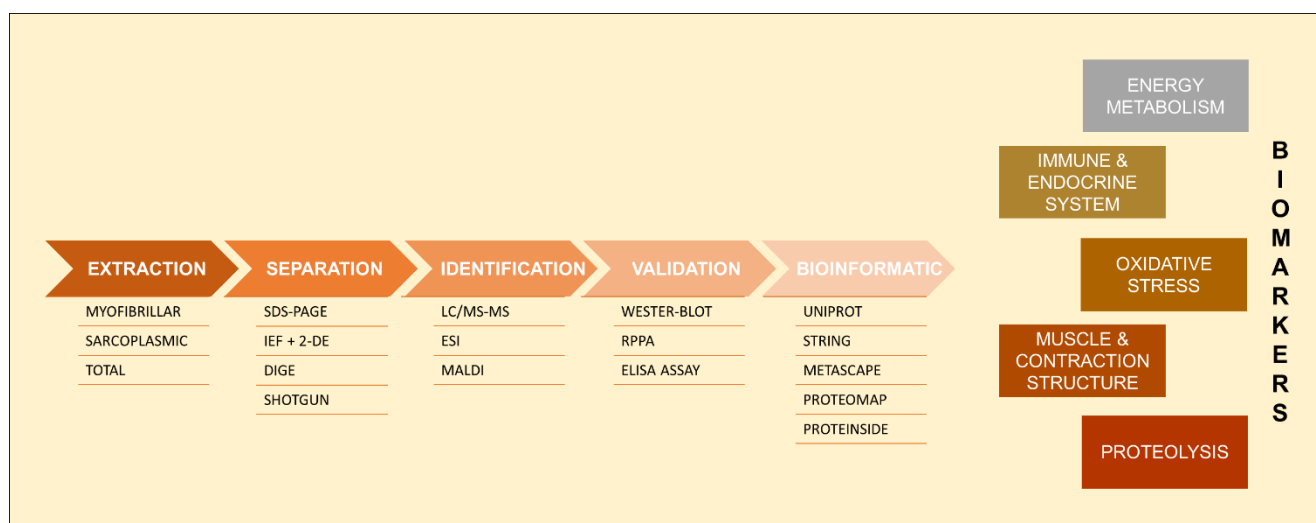 EXTRACTION
MYOFIBRILLAR
SARCOPLASMIC
TOTAL
SEPARATION
SDS-PAGE
IEF + 2-DE
DIGE
SHOTGUN
IDENTIFICATION
LC/MS-MS
ESI
MALDI
VALIDATION
WESTER-BLOT
RPPA
ELISA ASSAY
BIOINFORMATIC
UNIPROT
STRING
METASCAPE
PROTEOMAP
PROTEINSIDE
ENERGY
METABOLISM
IMMUNE &
ENDOCRINE
SYSTEM
OXIDATIVE
STRESS
MUSCLE &
CONTRACTION
STRUCTURE
PROTEOLYSIS
BIOMARKERS